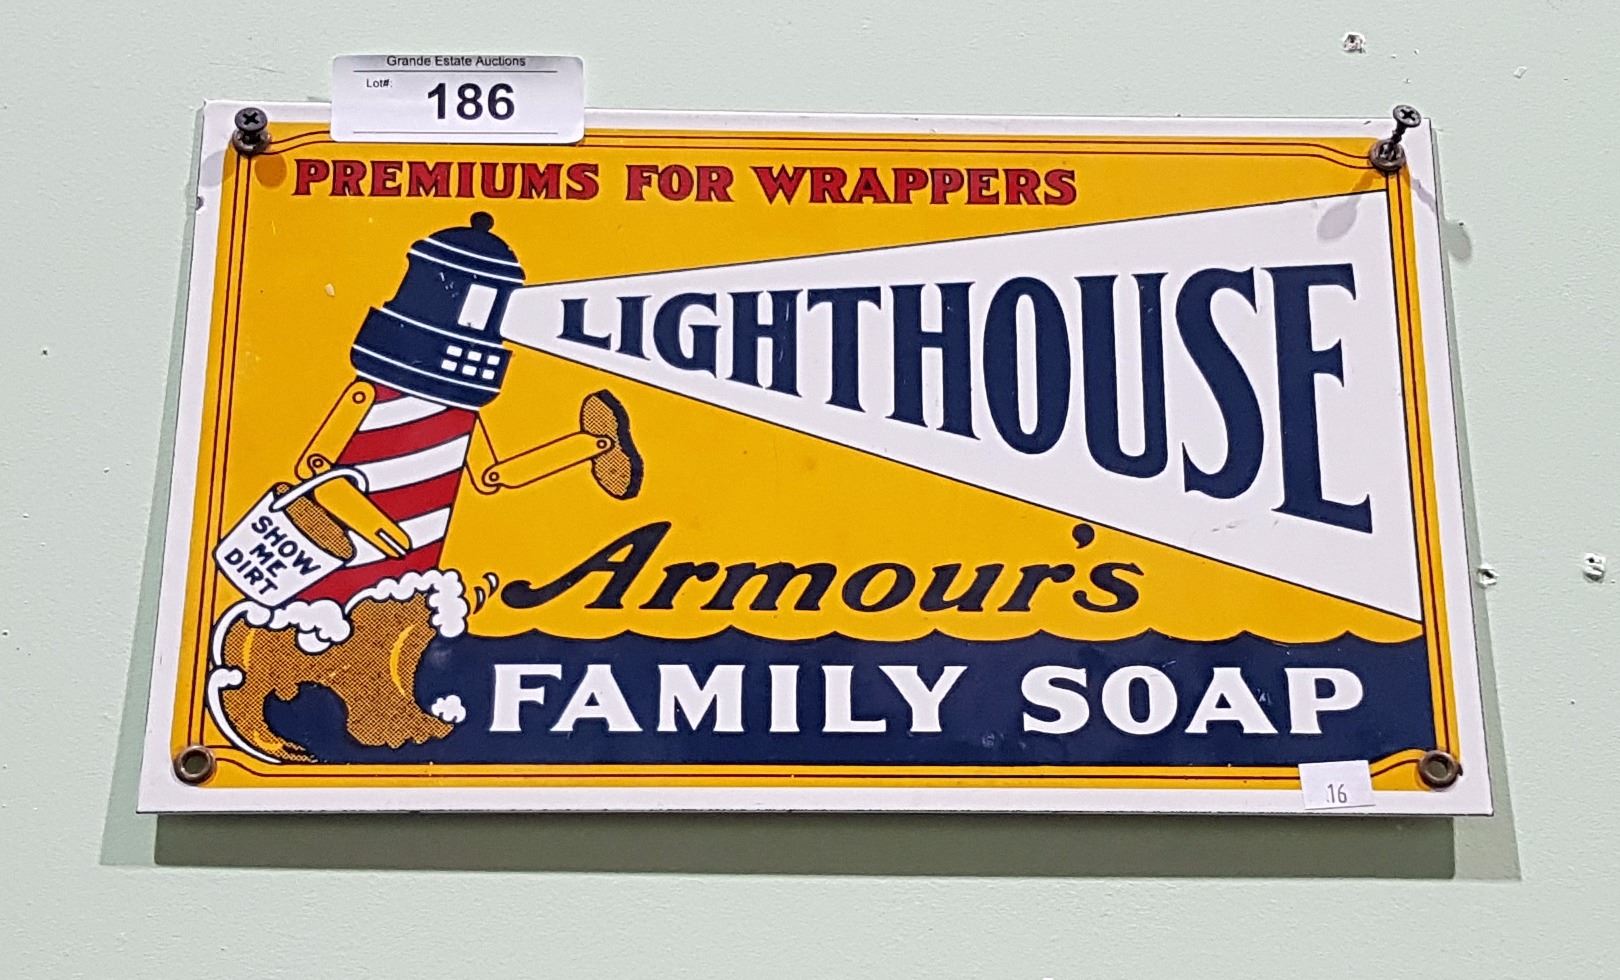 Grande Estate Auctions
Lot#:
186
PREMIUMS FOR WRAPPERS
LIGHTHOUSE
SHOW
ME
DIRT
Armour's
FAMILY SOAP
16